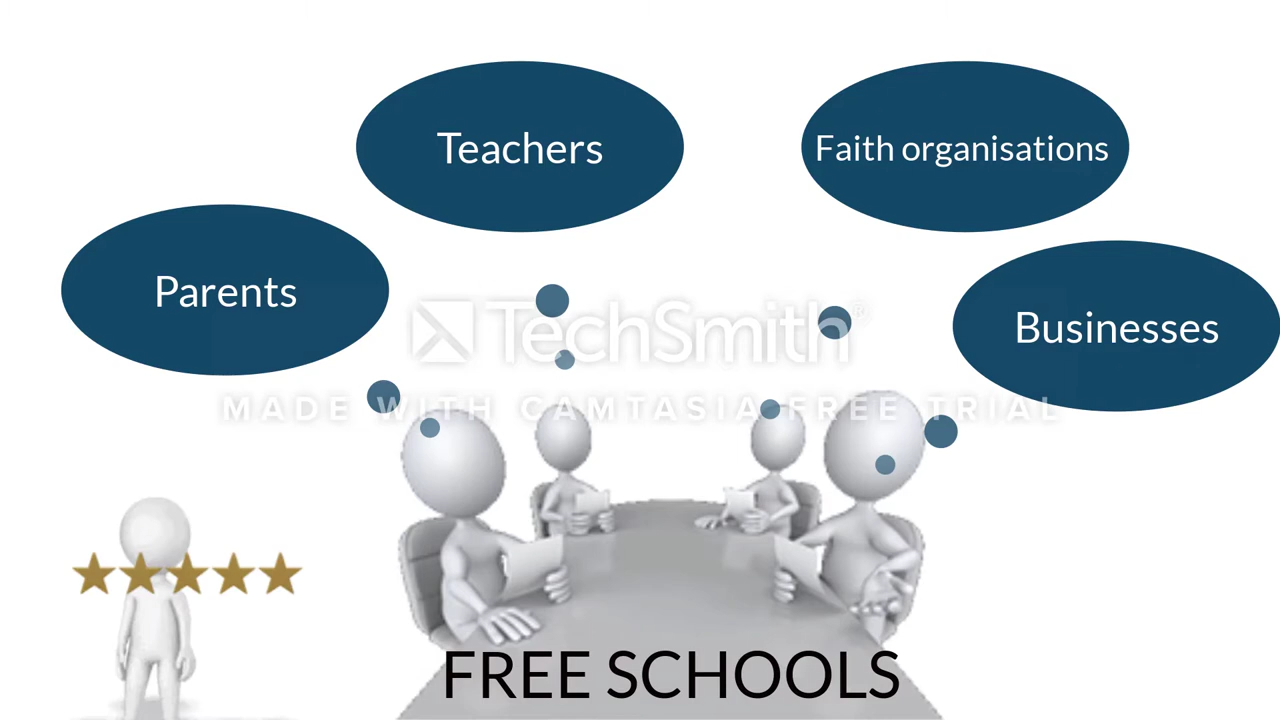 Teachers
Faith organisations
Parents
Businesses
TechSmith®
MADE WITH CAMTASIA FREE TRIAL
FREE SCHOOLS